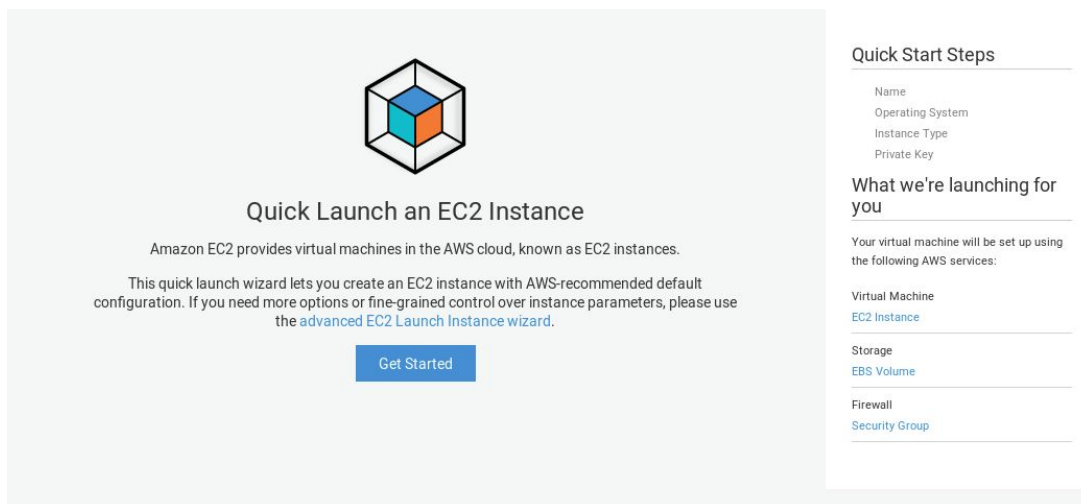 Quick Launch an EC2 Instance
Amazon EC2 provides virtual machines in the AWS cloud, known as EC2 instances.
This quick launch wizard lets you create an EC2 instance with AWS-recommended default
configuration. If you need more options or fine-grained control over instance parameters, please use
the advanced EC2 Launch Instance wizard.
Get Started
Quick Start Steps
Name
Operating System
Instance Type
Private Key
What we're launching for
you
Your virtual machine will be set up using
the following AWS services:
Virtual Machine
EC2 Instance
Storage
EBS Volume
Firewall
Security Group